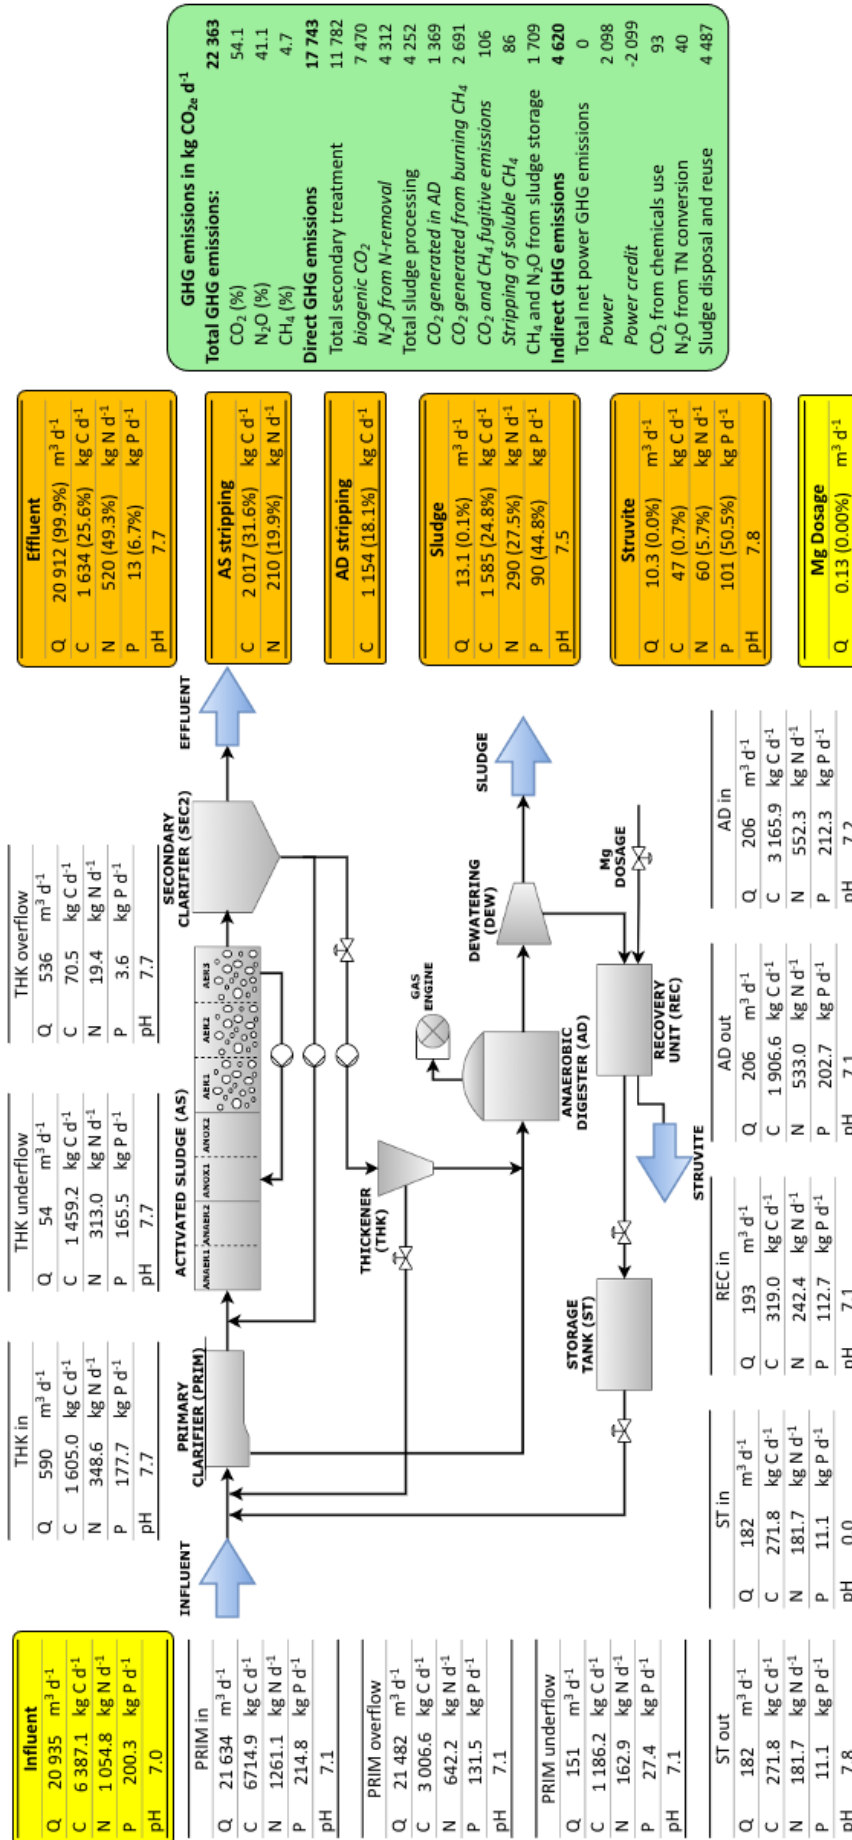 Influent
Q 20 935 m³ d⁻¹
C 6 387.1 kg C d⁻¹
N 1 054.8 kg N d⁻¹
P 200.3 kg P d⁻¹
pH 7.0
THK in
Q 590 m³ d⁻¹
C 1 605.0 kg C d⁻¹
N 348.6 kg N d⁻¹
P 177.7 kg P d⁻¹
pH 7.7
THK underflow
Q 54 m³ d⁻¹
C 1 459.2 kg C d⁻¹
N 313.0 kg N d⁻¹
P 165.5 kg P d⁻¹
pH 7.7
THK overflow
Q 536 m³ d⁻¹
C 70.5 kg C d⁻¹
N 19.4 kg N d⁻¹
P 3.6 kg P d⁻¹
pH 7.7
Effluent
Q 20 912 (99.9%) m³ d⁻¹
C 1 634 (25.6%) kg C d⁻¹
N 520 (49.3%) kg N d⁻¹
P 13 (6.7%) kg P d⁻¹
pH 7.7
PRIM in
Q 21 634 m³ d⁻¹
C 6714.9 kg C d⁻¹
N 1261.1 kg N d⁻¹
P 214.8 kg P d⁻¹
pH 7.1
PRIM overflow
Q 21 482 m³ d⁻¹
C 3 006.6 kg C d⁻¹
N 642.2 kg N d⁻¹
P 131.5 kg P d⁻¹
pH 7.1
PRIM underflow
Q 151 m³ d⁻¹
C 1 186.2 kg C d⁻¹
N 162.9 kg N d⁻¹
P 27.4 kg P d⁻¹
pH 7.1
INFLUENT
PRIMARY
CLARIFIER (PRIM)
ACTIVATED SLUDGE (AS)
ANAER1
ANAER2
ANOX1
ANOX2
AER1
AER2
AER3
SECONDARY
CLARIFIER (SEC2)
EFFLUENT
THICKENER
(THK)
GAS
ENGINE
ANAEROBIC
DIGESTER (AD)
DEWATERING
(DEW)
SLUDGE
Mg
DOSAGE
RECOVERY
UNIT (REC)
STRUVITE
STORAGE
TANK (ST)
AS stripping
C 2 017 (31.6%) kg C d⁻¹
N 210 (19.9%) kg N d⁻¹
AD stripping
C 1 154 (18.1%) kg C d⁻¹
Sludge
Q 13.1 (0.1%) m³ d⁻¹
C 1 585 (24.8%) kg C d⁻¹
N 290 (27.5%) kg N d⁻¹
P 90 (44.8%) kg P d⁻¹
pH 7.5
Struvite
Q 10.3 (0.0%) m³ d⁻¹
C 47 (0.7%) kg C d⁻¹
N 60 (5.7%) kg N d⁻¹
P 101 (50.5%) kg P d⁻¹
pH 7.8
Mg Dosage
Q 0.13 (0.00%) m³ d⁻¹
ST out
Q 182 m³ d⁻¹
C 271.8 kg C d⁻¹
N 181.7 kg N d⁻¹
P 11.1 kg P d⁻¹
pH 7.8
ST in
Q 182 m³ d⁻¹
C 271.8 kg C d⁻¹
N 181.7 kg N d⁻¹
P 11.1 kg P d⁻¹
pH 0.0
REC in
Q 193 m³ d⁻¹
C 319.0 kg C d⁻¹
N 242.4 kg N d⁻¹
P 112.7 kg P d⁻¹
pH 7.1
AD out
Q 206 m³ d⁻¹
C 1 906.6 kg C d⁻¹
N 533.0 kg N d⁻¹
P 202.7 kg P d⁻¹
pH 7.1
AD in
Q 206 m³ d⁻¹
C 3 165.9 kg C d⁻¹
N 552.3 kg N d⁻¹
P 212.3 kg P d⁻¹
pH 7.2
GHG emissions in kg CO₂ₑ d⁻¹
Total GHG emissions: 22 363
CO₂ (%) 54.1
N₂O (%) 41.1
CH₄ (%) 4.7
Direct GHG emissions 17 743
Total secondary treatment 11 782
biogenic CO₂ 7 470
N₂O from N-removal 4 312
Total sludge processing 4 252
CO₂ generated in AD 1 369
CO₂ generated from burning CH₄ 2 691
CO₂ and CH₄ fugitive emissions 106
Stripping of soluble CH₄ 86
CH₄ and N₂O from sludge storage 1 709
Indirect GHG emissions 4 620
Total net power GHG emissions 0
Power 2 098
Power credit -2 099
CO₂ from chemicals use 93
N₂O from TN conversion 40
Sludge disposal and reuse 4 487